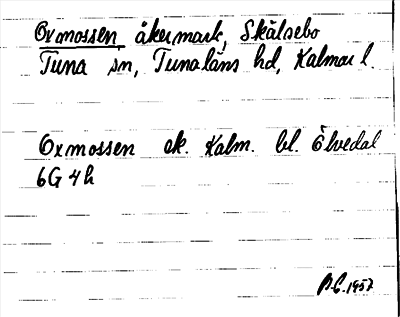 Oxmossen, åkermark, Skälsebo
Tuna sn, Tunaläns hd, Kalmar l.
Oxmossen ek. Kalm. bl. Ölvedal
6G 4h
1957